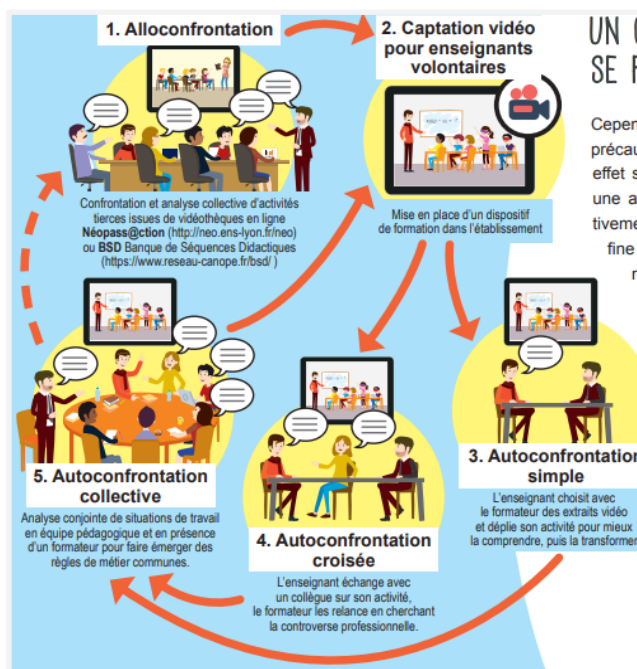 1. Alloconfrontation
Confrontation et analyse collective d'activités
tierces issues de vidéothèques en ligne
Néopass@ction (http://neo.ens-lyon.fr/neo)
ou BSD Banque de Séquences Didactiques
(https://www.reseau-canope.fr/bsd/ )
2. Captation vidéo
pour enseignants
volontaires
Mise en place d'un dispositif
de formation dans l'établissement
3. Autoconfrontation
simple
L'enseignant choisit avec
le formateur des extraits vidéo
et déplie son activité pour mieux
la comprendre, puis la transformer
4. Autoconfrontation
croisée
L'enseignant échange avec
un collègue sur son activité,
le formateur les relance en cherchant
la controverse professionnelle.
5. Autoconfrontation
collective
Analyse conjointe de situations de travail
en équipe pédagogique et en présence
d'un formateur pour faire émerger des
règles de métier communes.
UN
SE
Cepen
précau
effet s
une a
tiveme
fine